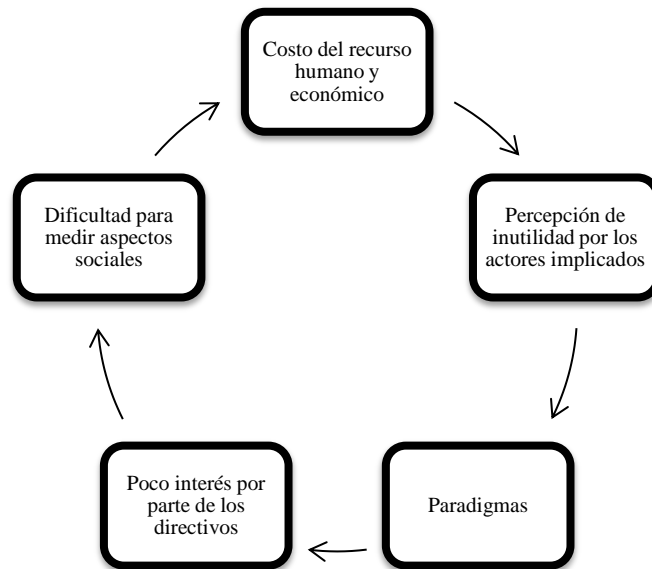 Costo del recurso
humano y
económico
Percepción de
inutilidad por los
actores implicados
Paradigmas
Poco interés por
parte de los
directivos
Dificultad para
medir aspectos
sociales